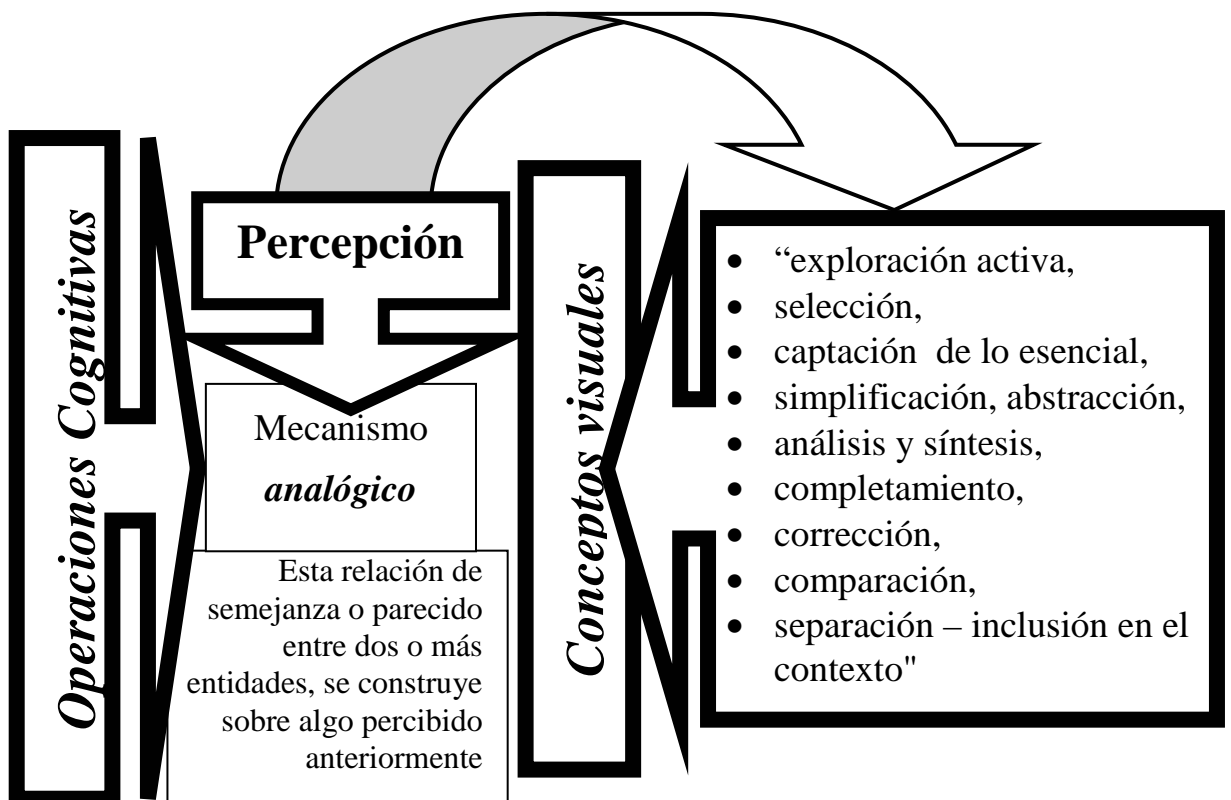 Operaciones Cognitivas
Percepción
Mecanismo
analógico
Esta relación de
semejanza o parecido
entre dos o más
entidades, se construye
sobre algo percibido
anteriormente
Conceptos visuales
• “exploración activa,
• selección,
• captación de lo esencial,
• simplificación, abstracción,
• análisis y síntesis,
• completamiento,
• corrección,
• comparación,
• separación – inclusión en el
contexto"